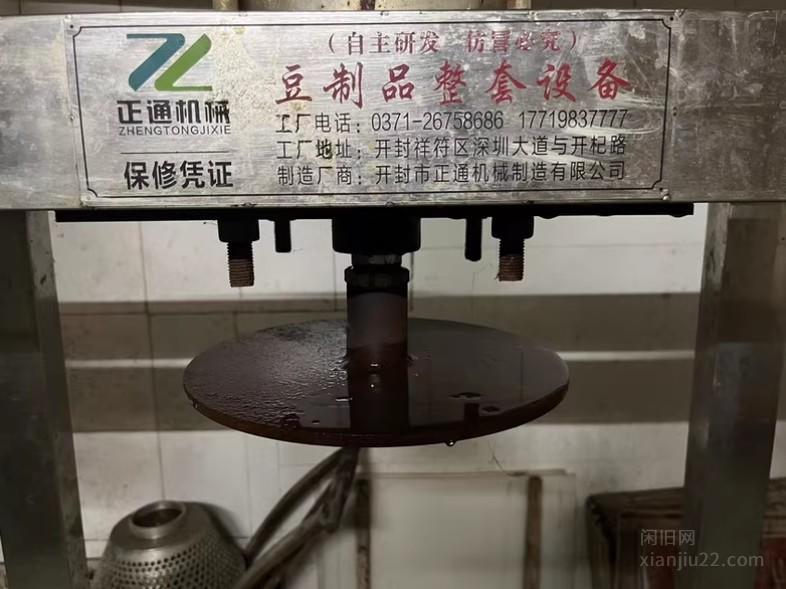 （自主研发 仿冒必究）
豆制品整套设备
正通机械
ZHENGTONGJIXIE
保修凭证
工厂电话：0371-26758686 17719837777
工厂地址：开封祥符区深圳大道与开杞路
制造厂商：开封市正通机械制造有限公司
闲旧网
xianjiu22.com